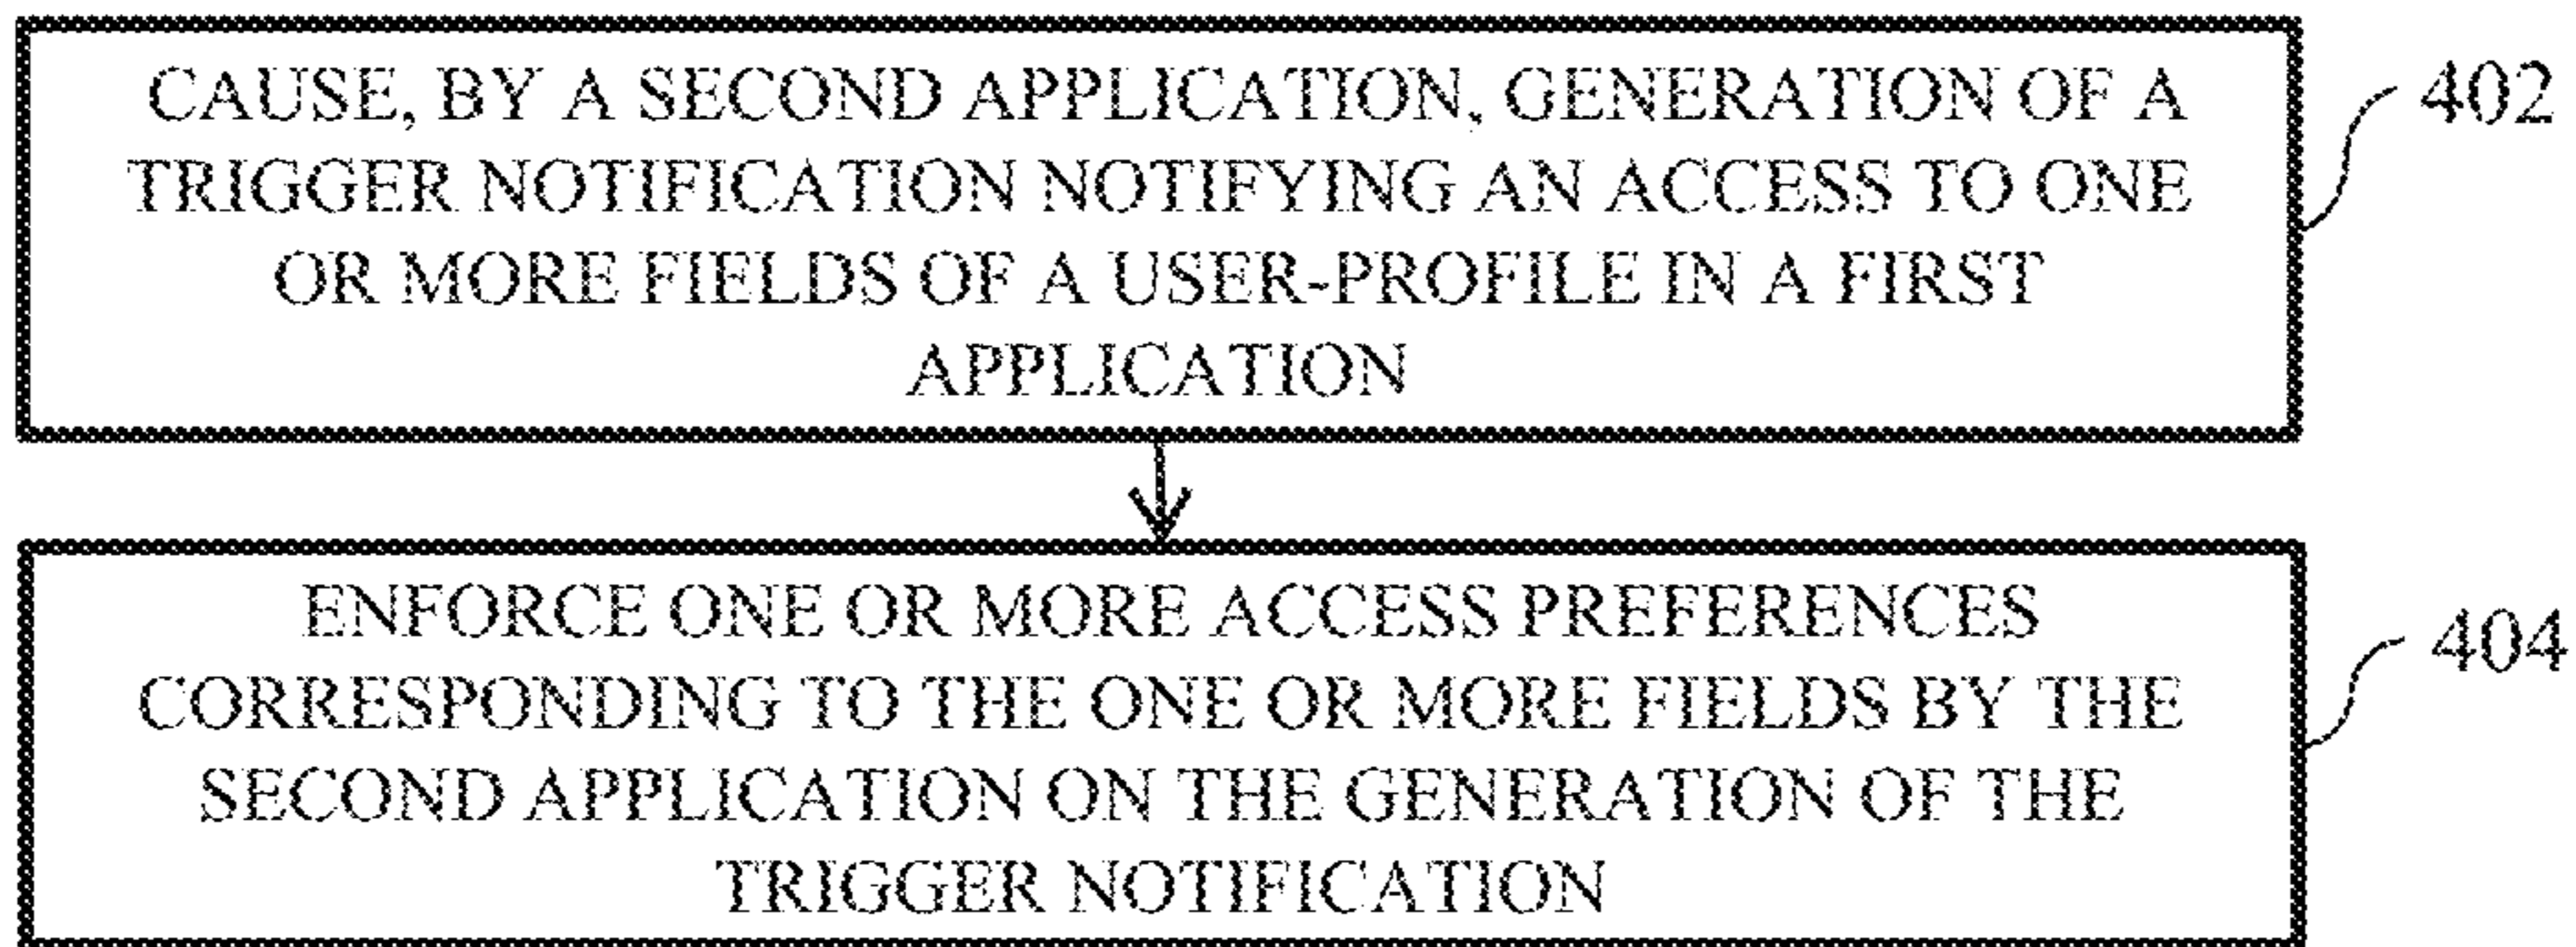 CAUSE, BY A SECOND APPLICATION, GENERATION OF A
TRIGGER NOTIFICATION NOTIFYING AN ACCESS TO ONE
OR MORE FIELDS OF A USER-PROFILE IN A FIRST
APPLICATION
402
ENFORCE ONE OR MORE ACCESS PREFERENCES
CORRESPONDING TO THE ONE OR MORE FIELDS BY THE
SECOND APPLICATION ON THE GENERATION OF THE
TRIGGER NOTIFICATION
404